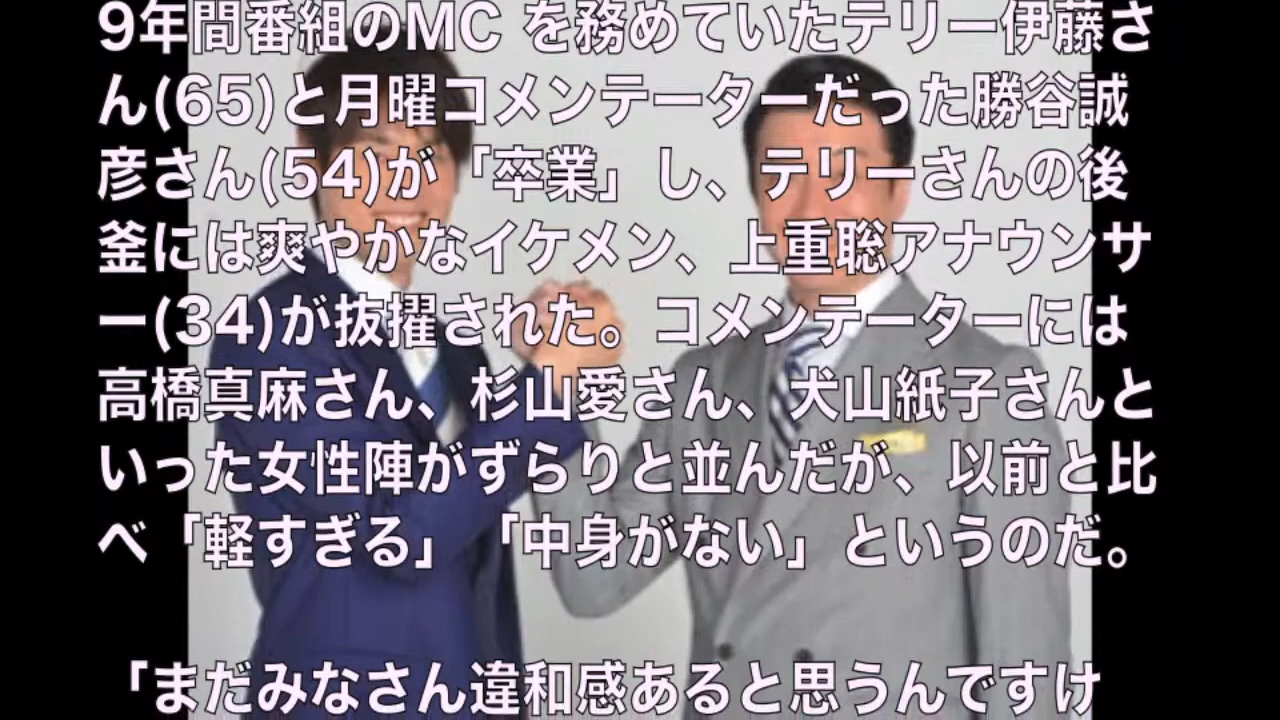 9年間番組のMC を務めていたテリー伊藤さ
ん(65)と月曜コメンテーターだった勝谷誠
彦さん(54)が「卒業」し、テリーさんの後
釜には爽やかなイケメン、上重聡アナウンサ
ー(34)が抜擢された。コメンテーターには
高橋真麻さん、杉山愛さん、犬山紙子さんと
いった女性陣がずらりと並んだが、以前と比
べ「軽すぎる」「中身がない」というのだ。
「まだみなさん違和感あると思うんですけ